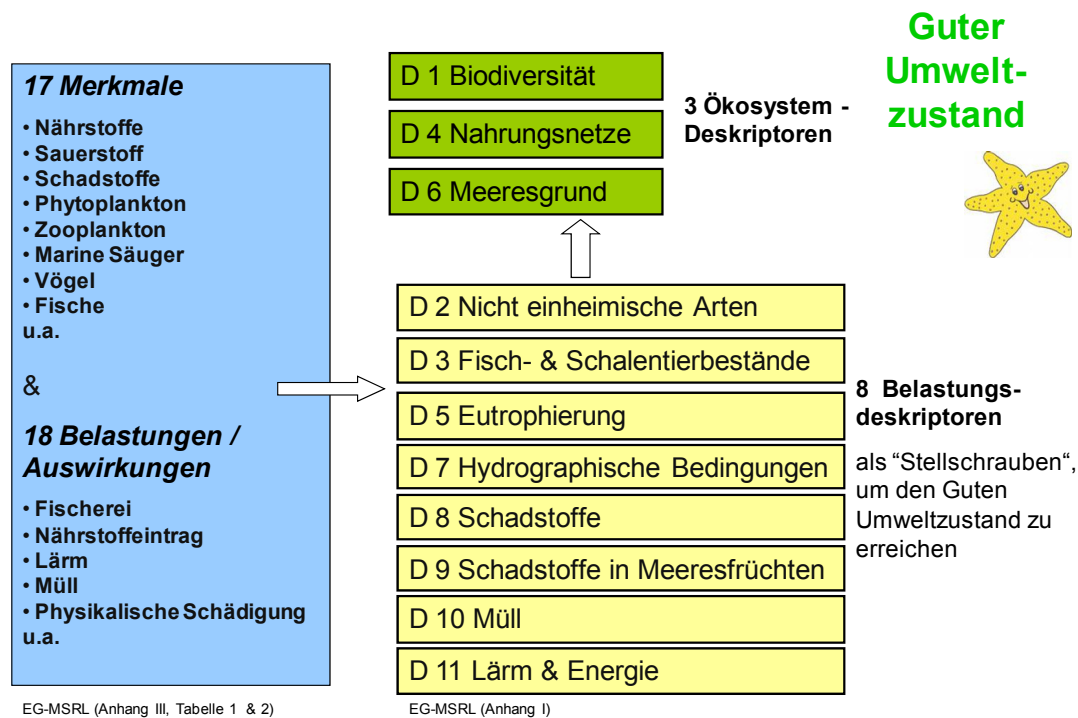 Guter
Umwelt-
zustand
17 Merkmale
• Nährstoffe
• Sauerstoff
• Schadstoffe
• Phytoplankton
• Zooplankton
• Marine Säuger
• Vögel
• Fische
u.a.
&
18 Belastungen /
Auswirkungen
• Fischerei
• Nährstoffeintrag
• Lärm
• Müll
• Physikalische Schädigung
u.a.
EG-MSRL (Anhang III, Tabelle 1 & 2)
D 1 Biodiversität
D 4 Nahrungsnetze
D 6 Meeresgrund
3 Ökosystem -
Deskriptoren
D 2 Nicht einheimische Arten
D 3 Fisch- & Schalentierbestände
D 5 Eutrophierung
D 7 Hydrographische Bedingungen
D 8 Schadstoffe
D 9 Schadstoffe in Meeresfrüchten
D 10 Müll
D 11 Lärm & Energie
8 Belastungs-
deskriptoren
als “Stellschrauben“,
um den Guten
Umweltzustand zu
erreichen
EG-MSRL (Anhang I)